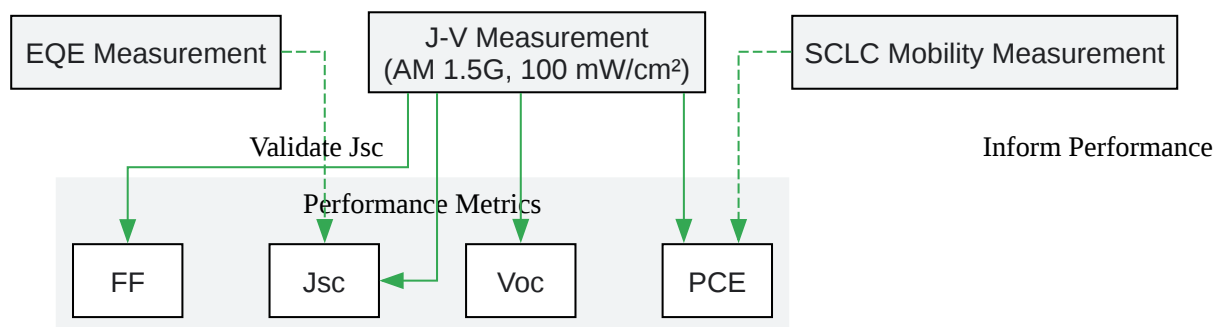 EQE Measurement
J-V Measurement
(AM 1.5G, 100 mW/cm²)
SCLC Mobility Measurement
Validate Jsc
Inform Performance
Performance Metrics
FF
Jsc
Voc
PCE